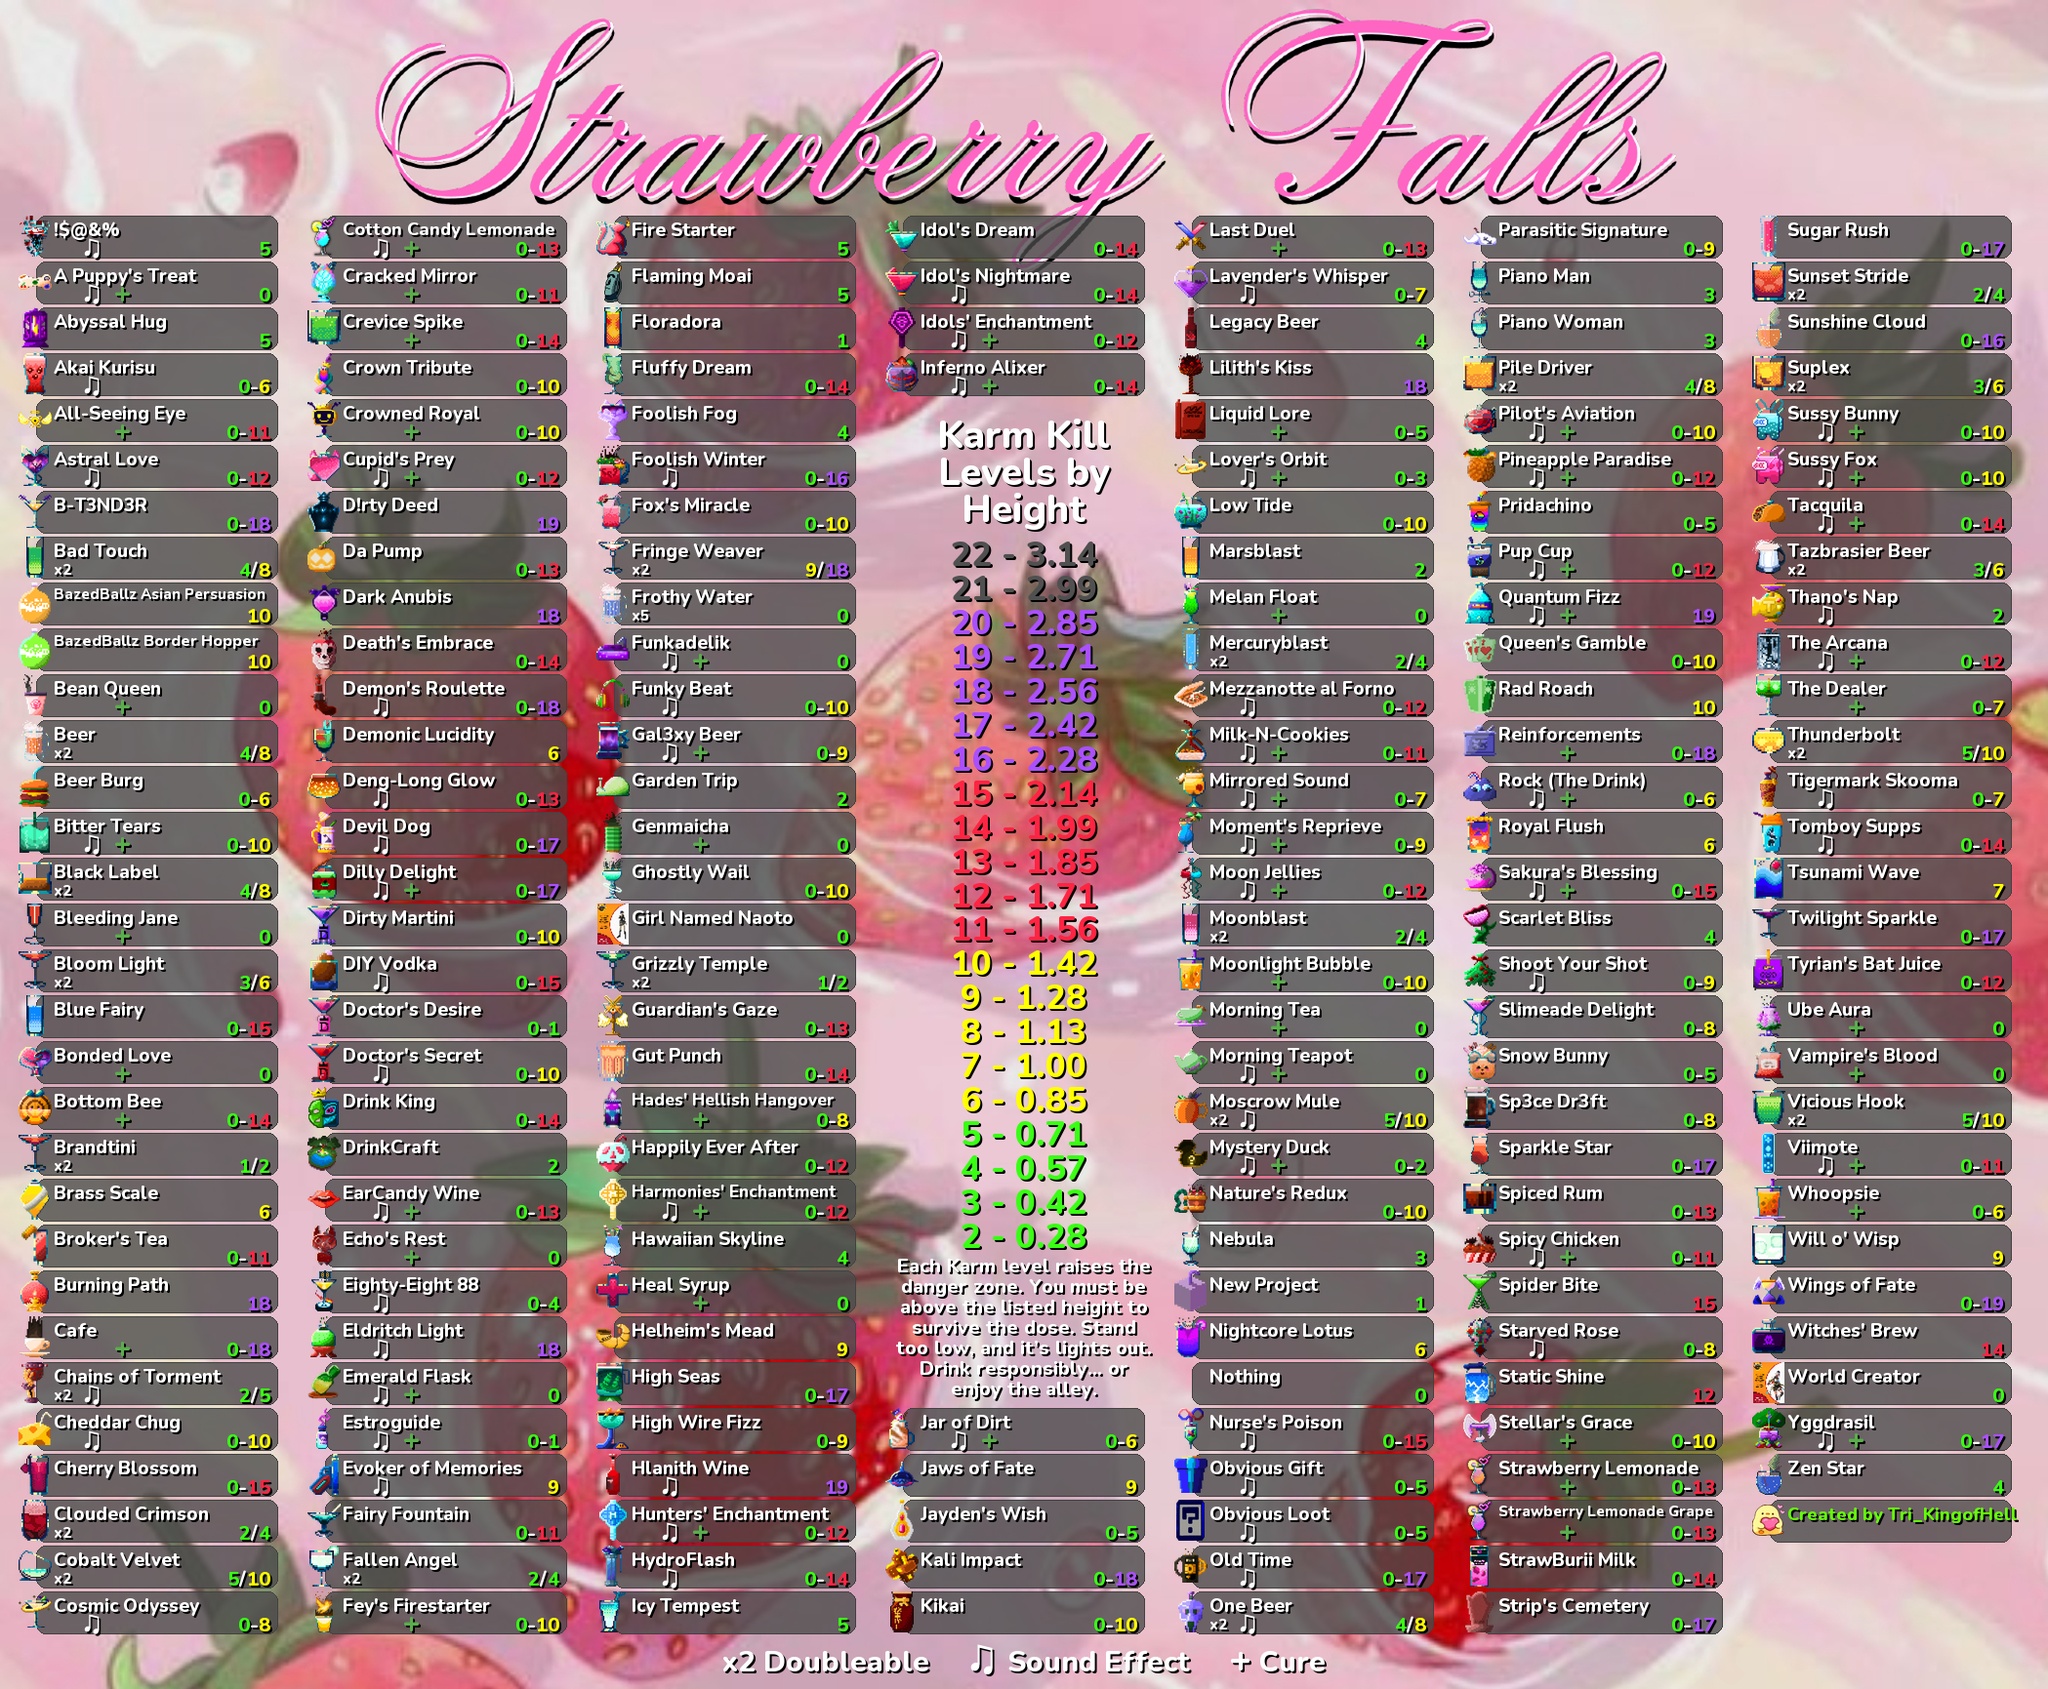 Strawberry Falls
!$@&%
♫ 5
A Puppy's Treat
♫ + 0
Abyssal Hug
5
Akai Kurisu
♫ 0-6
All-Seeing Eye
+ 0-11
Astral Love
♫ 0-12
B-T3ND3R
0-18
Bad Touch
x2 4/8
BazedBallz Asian Persuasion
10
BazedBallz Border Hopper
10
Bean Queen
+ 0
Beer
x2 4/8
Beer Burg
0-6
Bitter Tears
♫ + 0-10
Black Label
x2 4/8
Bleeding Jane
+ 0
Bloom Light
x2 3/6
Blue Fairy
0-15
Bonded Love
+ 0
Bottom Bee
+ 0-14
Brandtini
x2 1/2
Brass Scale
6
Broker's Tea
0-11
Burning Path
18
Cafe
+ 0-18
Chains of Torment
x2 ♫ 2/5
Cheddar Chug
♫ 0-10
Cherry Blossom
0-15
Clouded Crimson
x2 2/4
Cobalt Velvet
x2 5/10
Cosmic Odyssey
♫ 0-8
Cotton Candy Lemonade
♫ + 0-13
Cracked Mirror
+ 0-11
Crevice Spike
+ 0-14
Crown Tribute
0-10
Crowned Royal
+ 0-10
Cupid's Prey
♫ + 0-12
D!rty Deed
19
Da Pump
0-13
Dark Anubis
18
Death's Embrace
0-14
Demon's Roulette
♫ 0-18
Demonic Lucidity
6
Deng-Long Glow
♫ 0-13
Devil Dog
♫ 0-17
Dilly Delight
♫ + 0-17
Dirty Martini
0-10
DIY Vodka
♫ 0-15
Doctor's Desire
0-1
Doctor's Secret
♫ 0-10
Drink King
0-14
DrinkCraft
2
EarCandy Wine
♫ + 0-13
Echo's Rest
+ 0
Eighty-Eight 88
♫ 0-4
Eldritch Light
♫ 18
Emerald Flask
♫ + 0
Estroguide
♫ + 0-1
Evoker of Memories
♫ 9
Fairy Fountain
0-11
Fallen Angel
x2 2/4
Fey's Firestarter
+ 0-10
Fire Starter
5
Flaming Moai
5
Floradora
1
Fluffy Dream
0-14
Foolish Fog
4
Foolish Winter
♫ 0-16
Fox's Miracle
0-10
Fringe Weaver
x2 9/18
Frothy Water
x5 0
Funkadelik
♫ + 0
Funky Beat
♫ 0-10
Gal3xy Beer
♫ + 0-9
Garden Trip
2
Genmaicha
+ 0
Ghostly Wail
0-10
Girl Named Naoto
0
Grizzly Temple
x2 1/2
Guardian's Gaze
0-13
Gut Punch
0-14
Hades' Hellish Hangover
+ 0-8
Happily Ever After
0-12
Harmonies' Enchantment
♫ + 0-12
Hawaiian Skyline
4
Heal Syrup
+ 0
Helheim's Mead
9
High Seas
0-17
High Wire Fizz
0-9
Hlanith Wine
♫ 19
Hunters' Enchantment
♫ + 0-12
HydroFlash
♫ 0-14
Icy Tempest
5
Idol's Dream
0-14
Idol's Nightmare
♫ 0-14
Idols' Enchantment
♫ + 0-12
Inferno Alixer
♫ + 0-14
Karm Kill
Levels by
Height
22 - 3.14
21 - 2.99
20 - 2.85
19 - 2.71
18 - 2.56
17 - 2.42
16 - 2.28
15 - 2.14
14 - 1.99
13 - 1.85
12 - 1.71
11 - 1.56
10 - 1.42
9 - 1.28
8 - 1.13
7 - 1.00
6 - 0.85
5 - 0.71
4 - 0.57
3 - 0.42
2 - 0.28
Each Karm level raises the
danger zone. You must be
above the listed height to
survive the dose. Stand
too low, and it's lights out.
Drink responsibly... or
enjoy the alley.
Jar of Dirt
♫ + 0-6
Jaws of Fate
9
Jayden's Wish
0-5
Kali Impact
0-18
Kikai
0-10
Last Duel
+ 0-13
Lavender's Whisper
♫ 0-7
Legacy Beer
4
Lilith's Kiss
18
Liquid Lore
+ 0-5
Lover's Orbit
♫ + 0-3
Low Tide
0-10
Marsblast
2
Melan Float
+ 0
Mercuryblast
x2 2/4
Mezzanotte al Forno
♫ 0-12
Milk-N-Cookies
♫ + 0-11
Mirrored Sound
♫ + 0-7
Moment's Reprieve
♫ + 0-9
Moon Jellies
♫ + 0-12
Moonblast
x2 2/4
Moonlight Bubble
+ 0-10
Morning Tea
+ 0
Morning Teapot
♫ + 0
Moscrow Mule
x2 ♫ 5/10
Mystery Duck
♫ + 0-2
Nature's Redux
0-10
Nebula
3
New Project
1
Nightcore Lotus
6
Nothing
0
Nurse's Poison
♫ 0-15
Obvious Gift
♫ 0-5
Obvious Loot
♫ 0-5
Old Time
♫ 0-17
One Beer
x2 ♫ 4/8
Parasitic Signature
0-9
Piano Man
3
Piano Woman
3
Pile Driver
x2 4/8
Pilot's Aviation
♫ + 0-10
Pineapple Paradise
♫ + 0-12
Pridachino
0-5
Pup Cup
♫ + 0-12
Quantum Fizz
♫ + 19
Queen's Gamble
0-10
Rad Roach
10
Reinforcements
+ 0-18
Rock (The Drink)
♫ + 0-6
Royal Flush
6
Sakura's Blessing
♫ + 0-15
Scarlet Bliss
4
Shoot Your Shot
♫ 0-9
Slimeade Delight
0-8
Snow Bunny
0-5
Sp3ce Dr3ft
0-8
Sparkle Star
0-17
Spiced Rum
0-13
Spicy Chicken
♫ + 0-11
Spider Bite
15
Starved Rose
♫ 0-8
Static Shine
12
Stellar's Grace
+ 0-10
Strawberry Lemonade
+ 0-13
Strawberry Lemonade Grape
+ 0-13
StrawBurii Milk
0-14
Strip's Cemetery
0-17
Sugar Rush
0-17
Sunset Stride
x2 2/4
Sunshine Cloud
0-16
Suplex
x2 3/6
Sussy Bunny
♫ + 0-10
Sussy Fox
♫ + 0-10
Tacquila
♫ + 0-14
Tazbrasier Beer
x2 3/6
Thano's Nap
♫ 2
The Arcana
♫ + 0-12
The Dealer
+ 0-7
Thunderbolt
x2 5/10
Tigermark Skooma
♫ 0-7
Tomboy Supps
♫ 0-14
Tsunami Wave
7
Twilight Sparkle
0-17
Tyrian's Bat Juice
0-12
Ube Aura
+ 0
Vampire's Blood
+ 0
Vicious Hook
x2 5/10
Viimote
♫ + 0-11
Whoopsie
+ 0-6
Will o' Wisp
9
Wings of Fate
0-19
Witches' Brew
14
World Creator
0
Yggdrasil
♫ + 0-17
Zen Star
4
Created by Tri_KingofHell
x2 Doubleable ♫ Sound Effect + Cure